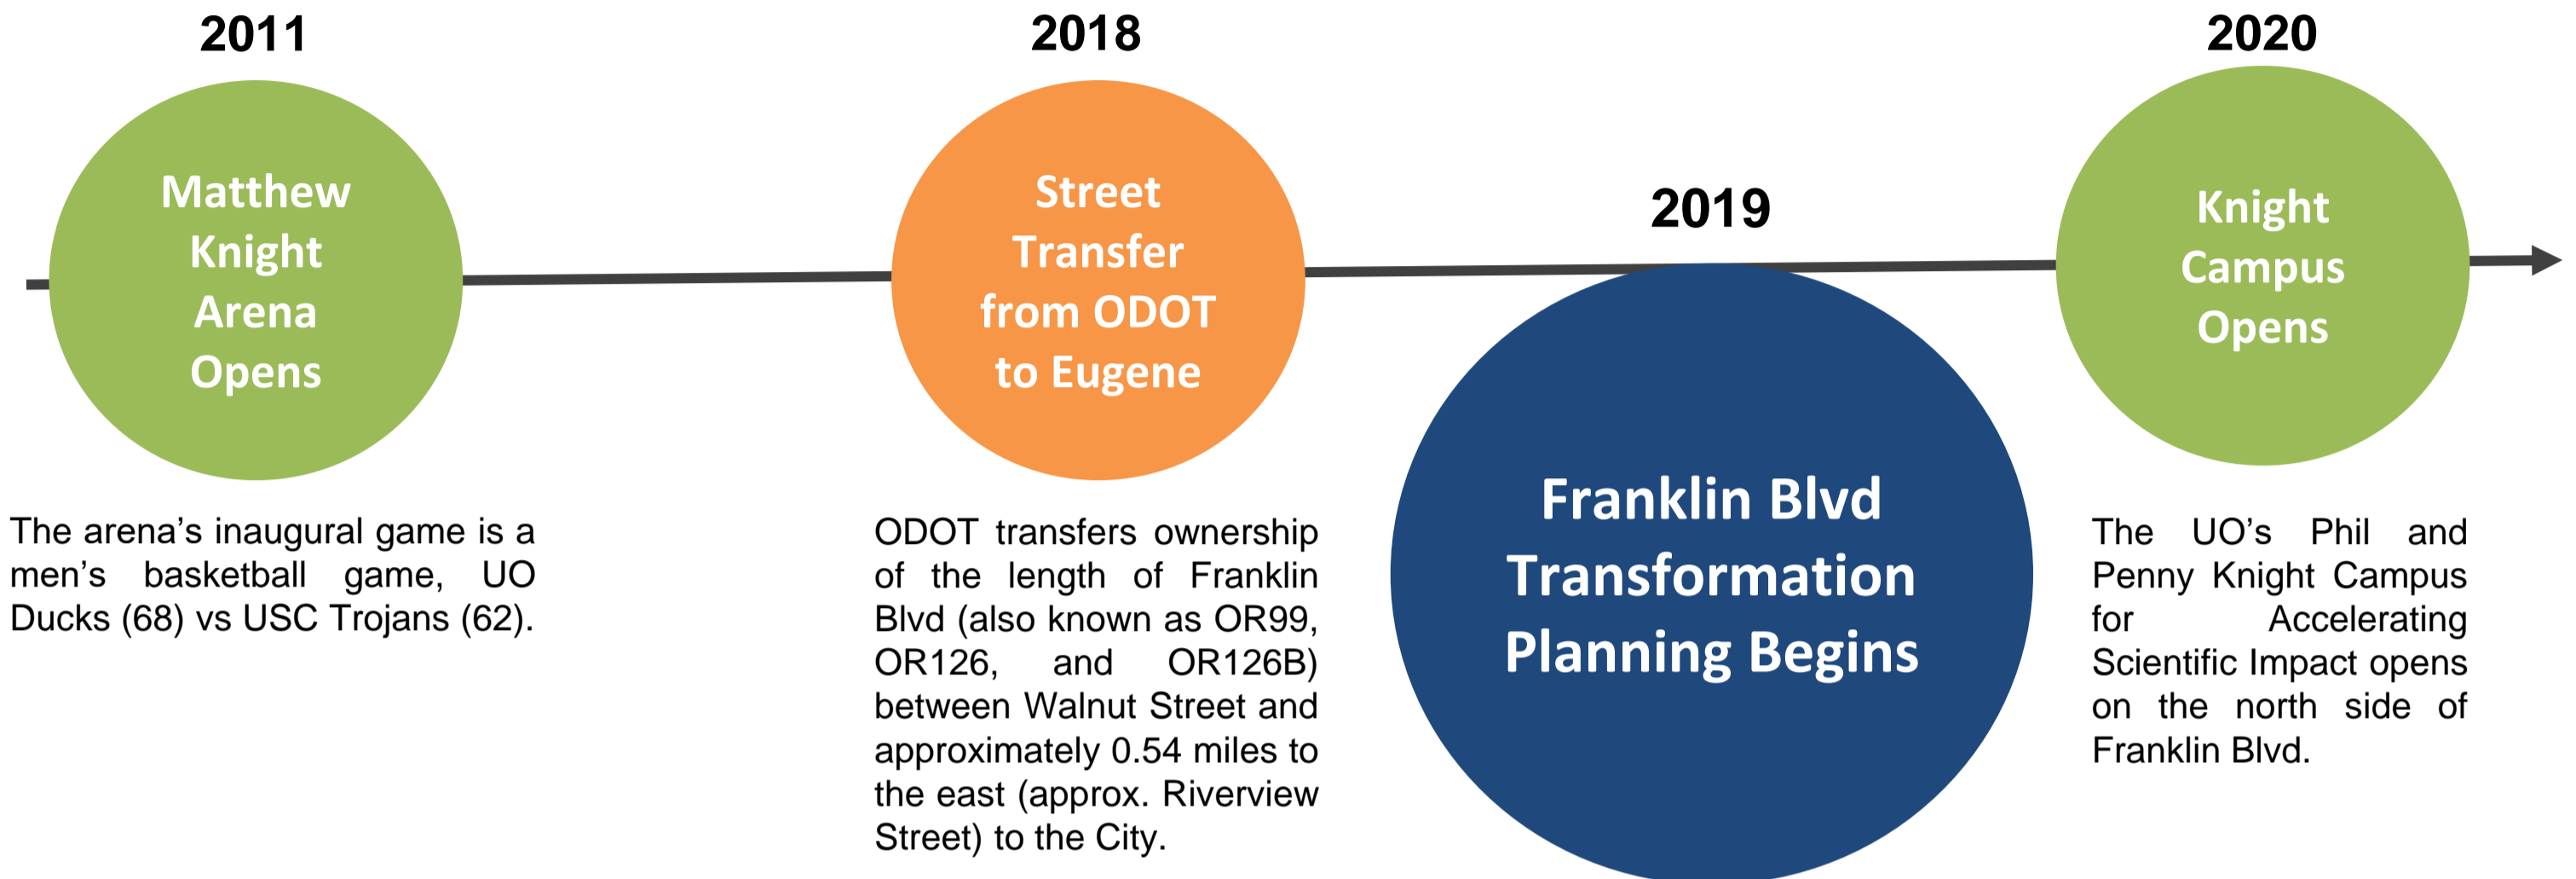 2011
Matthew
Knight
Arena
Opens
The arena’s inaugural game is a
men’s basketball game, UO
Ducks (68) vs USC Trojans (62).
2018
Street
Transfer
from ODOT
to Eugene
ODOT transfers ownership
of the length of Franklin
Blvd (also known as OR99,
OR126, and OR126B)
between Walnut Street and
approximately 0.54 miles to
the east (approx. Riverview
Street) to the City.
2019
Franklin Blvd
Transformation
Planning Begins
2020
Knight
Campus
Opens
The UO’s Phil and
Penny Knight Campus
for Accelerating
Scientific Impact opens
on the north side of
Franklin Blvd.